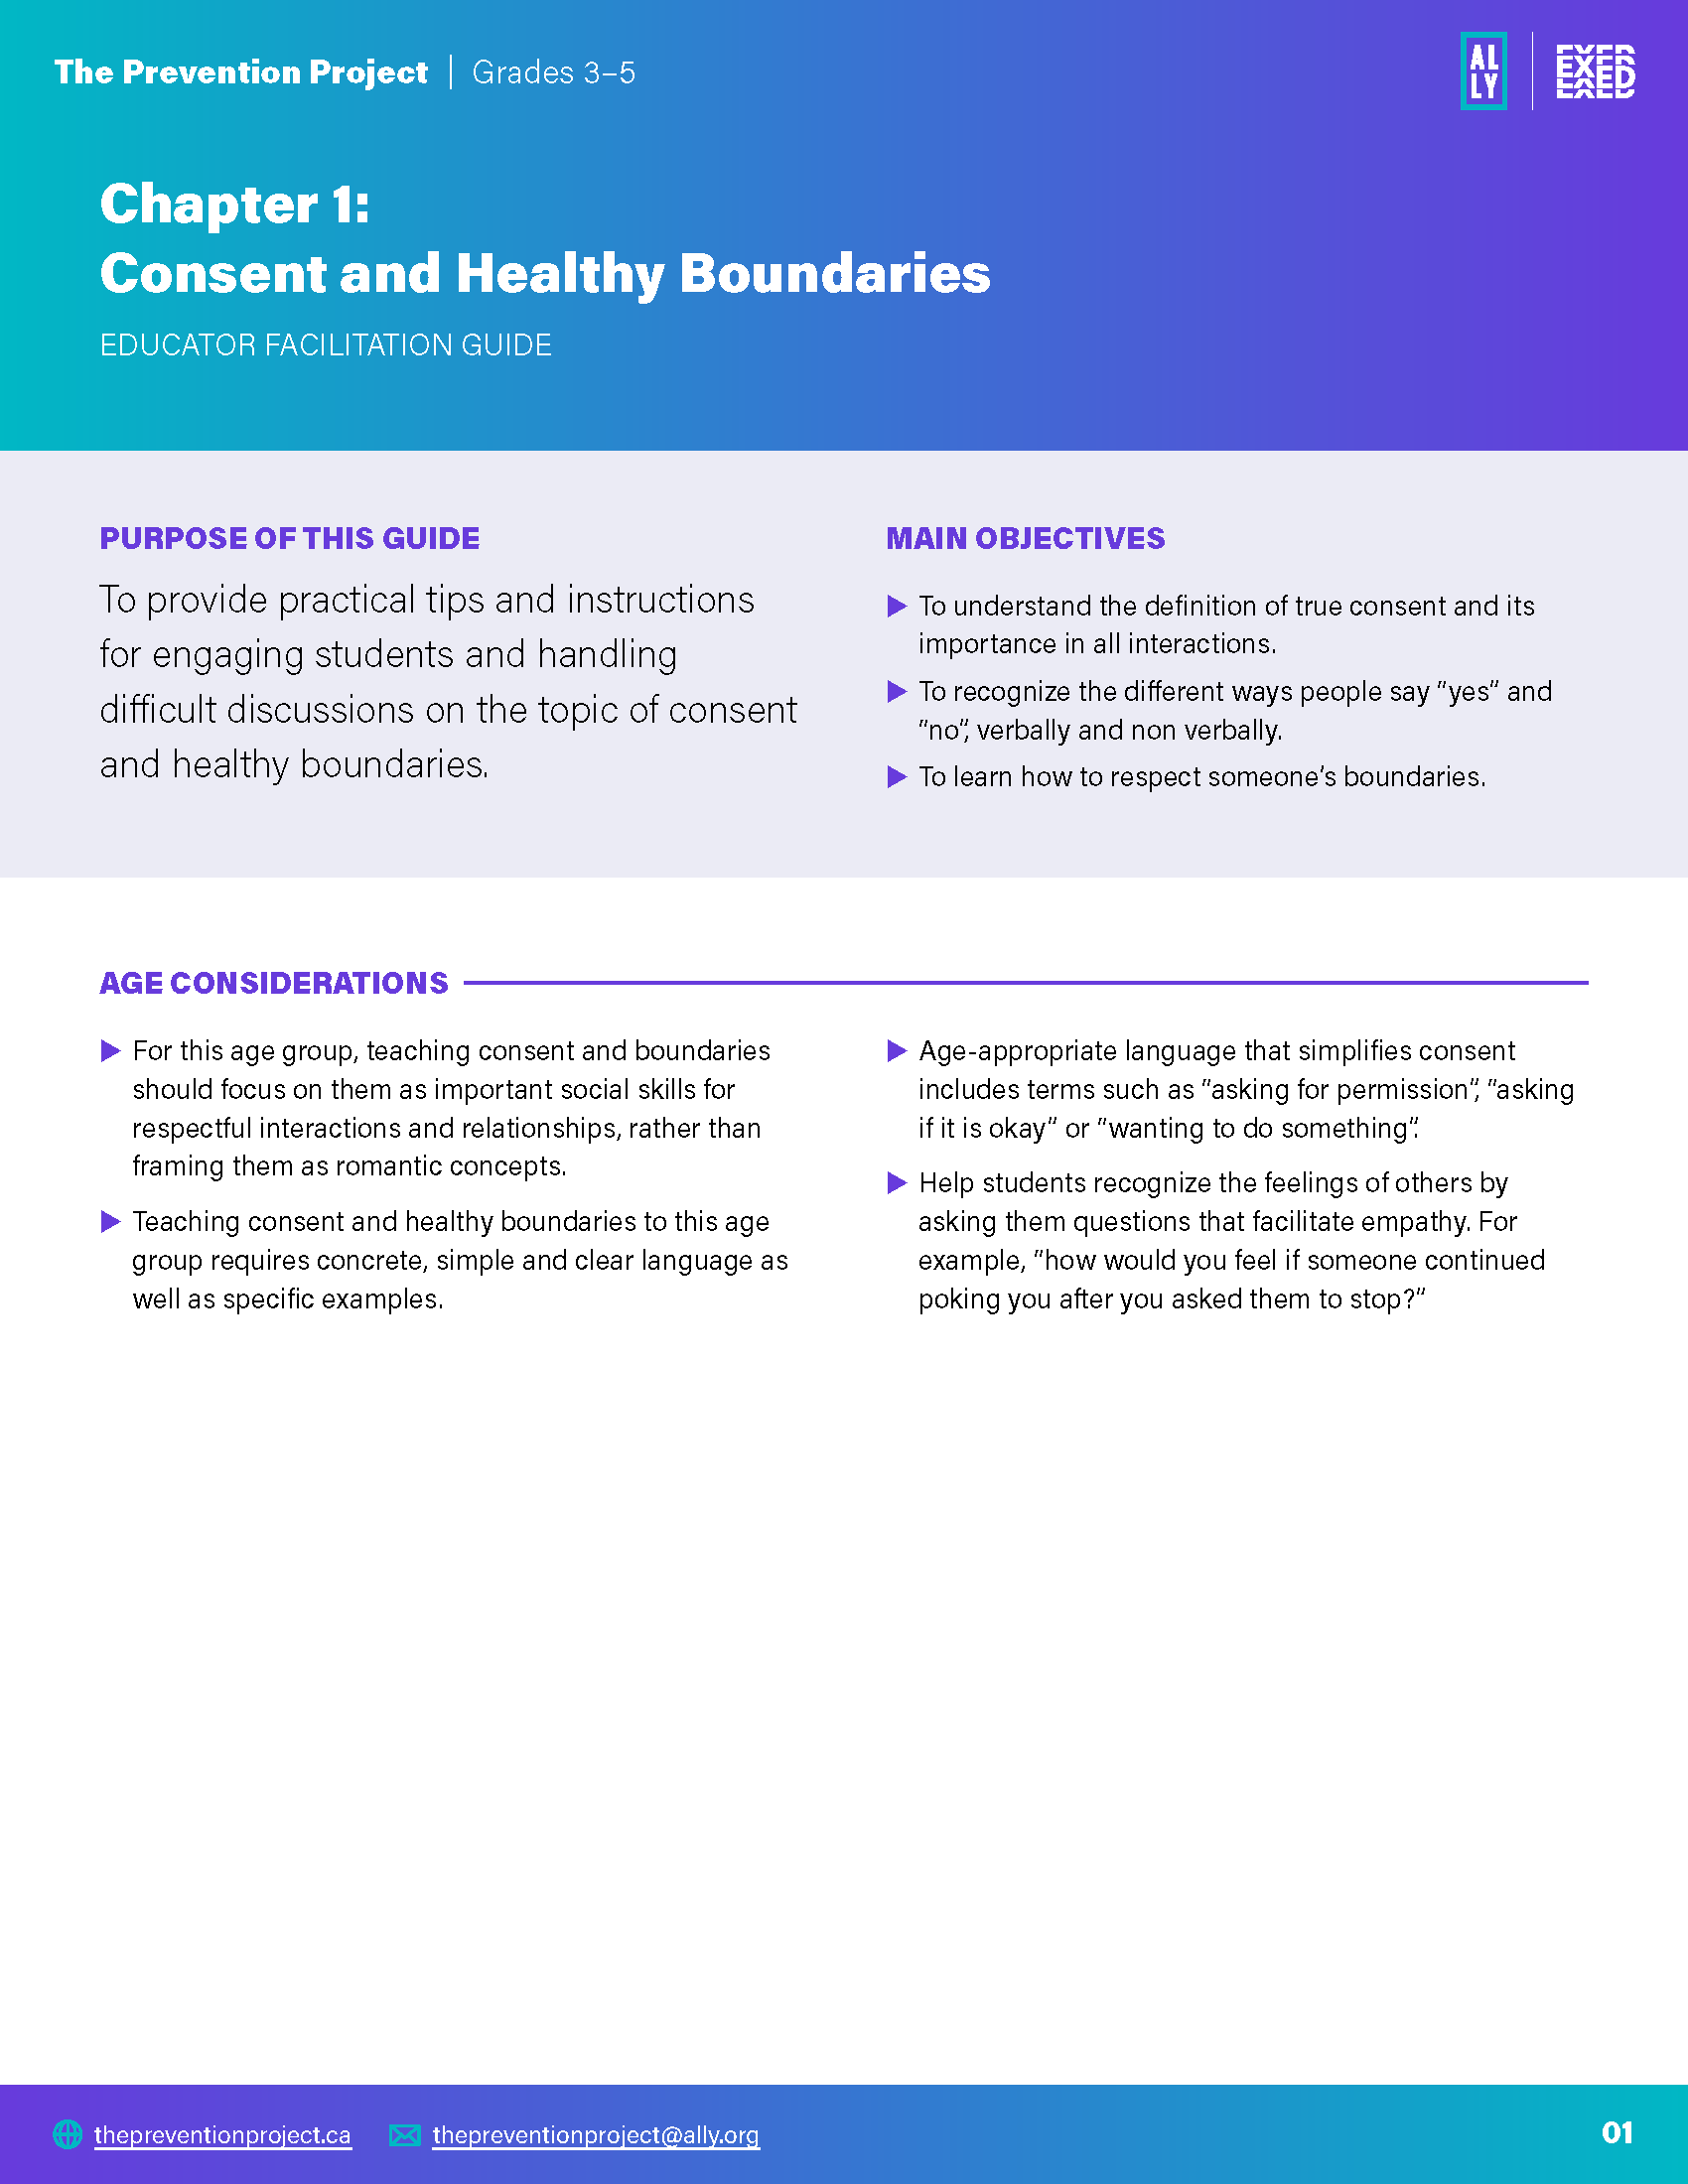 The Prevention Project | Grades 3–5
AL
LY
EXED
Chapter 1:
Consent and Healthy Boundaries
EDUCATOR FACILITATION GUIDE
PURPOSE OF THIS GUIDE
To provide practical tips and instructions
for engaging students and handling
difficult discussions on the topic of consent
and healthy boundaries.
MAIN OBJECTIVES
▶ To understand the definition of true consent and its
importance in all interactions.
▶ To recognize the different ways people say “yes” and
“no”, verbally and non verbally.
▶ To learn how to respect someone’s boundaries.
AGE CONSIDERATIONS
▶ For this age group, teaching consent and boundaries
should focus on them as important social skills for
respectful interactions and relationships, rather than
framing them as romantic concepts.
▶ Teaching consent and healthy boundaries to this age
group requires concrete, simple and clear language as
well as specific examples.
▶ Age-appropriate language that simplifies consent
includes terms such as “asking for permission”, “asking
if it is okay” or “wanting to do something”.
▶ Help students recognize the feelings of others by
asking them questions that facilitate empathy. For
example, “how would you feel if someone continued
poking you after you asked them to stop?”
thepreventionproject.ca
thepreventionproject@ally.org
01